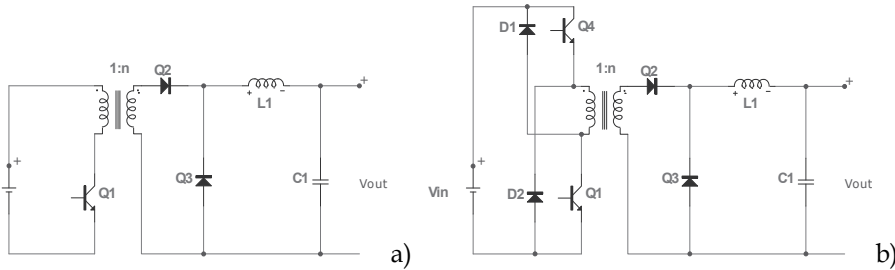 1:n
Q2
+
+ L1 -
+
Q1
Q3
C1
Vout
a)
D1
Q4
1:n
Q2
+
+ L1 -
+
Vin
D2
Q1
Q3
C1
Vout
b)